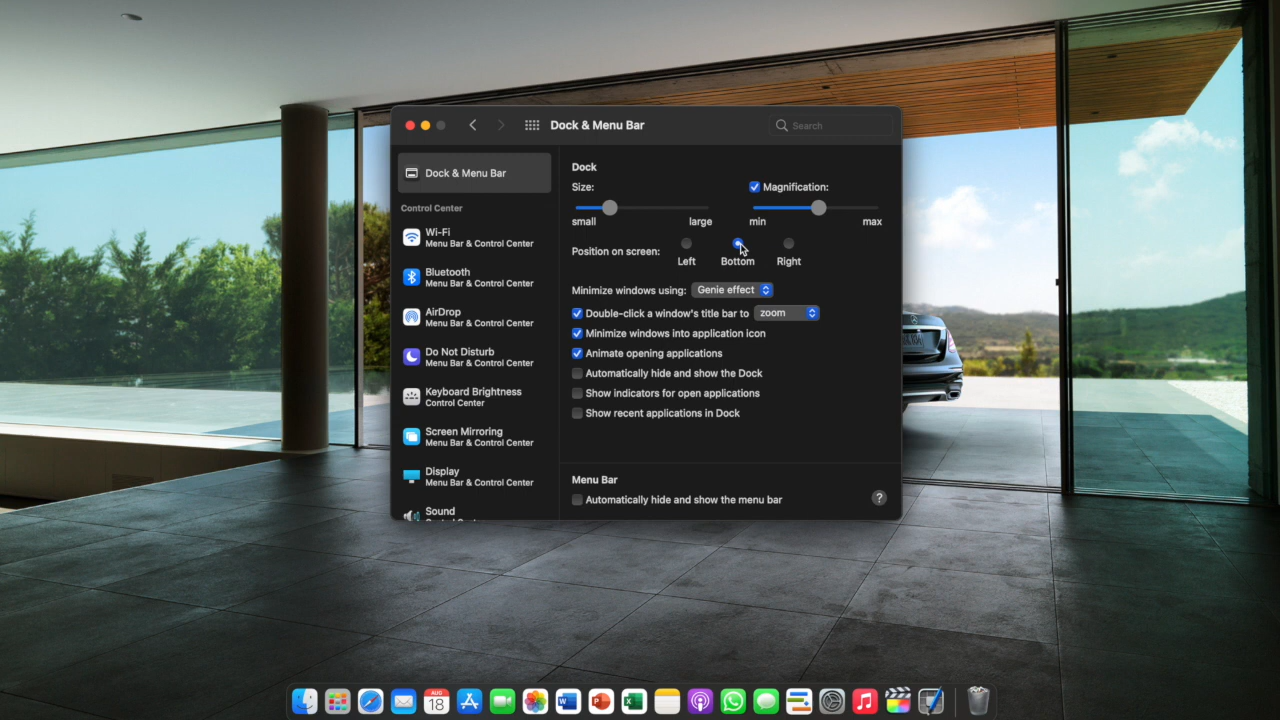 Dock & Menu Bar
Search
Dock & Menu Bar
Control Center
Wi-Fi
Menu Bar & Control Center
Bluetooth
Menu Bar & Control Center
AirDrop
Menu Bar & Control Center
Do Not Disturb
Menu Bar & Control Center
Keyboard Brightness
Control Center
Screen Mirroring
Menu Bar & Control Center
Display
Menu Bar & Control Center
Sound
Dock
Size:
Magnification:
small large
min max
Position on screen:
Left Bottom Right
Minimize windows using: Genie effect
Double-click a window's title bar to zoom
Minimize windows into application icon
Animate opening applications
Automatically hide and show the Dock
Show indicators for open applications
Show recent applications in Dock
Menu Bar
Automatically hide and show the menu bar
?
AUG
18
W
P
X